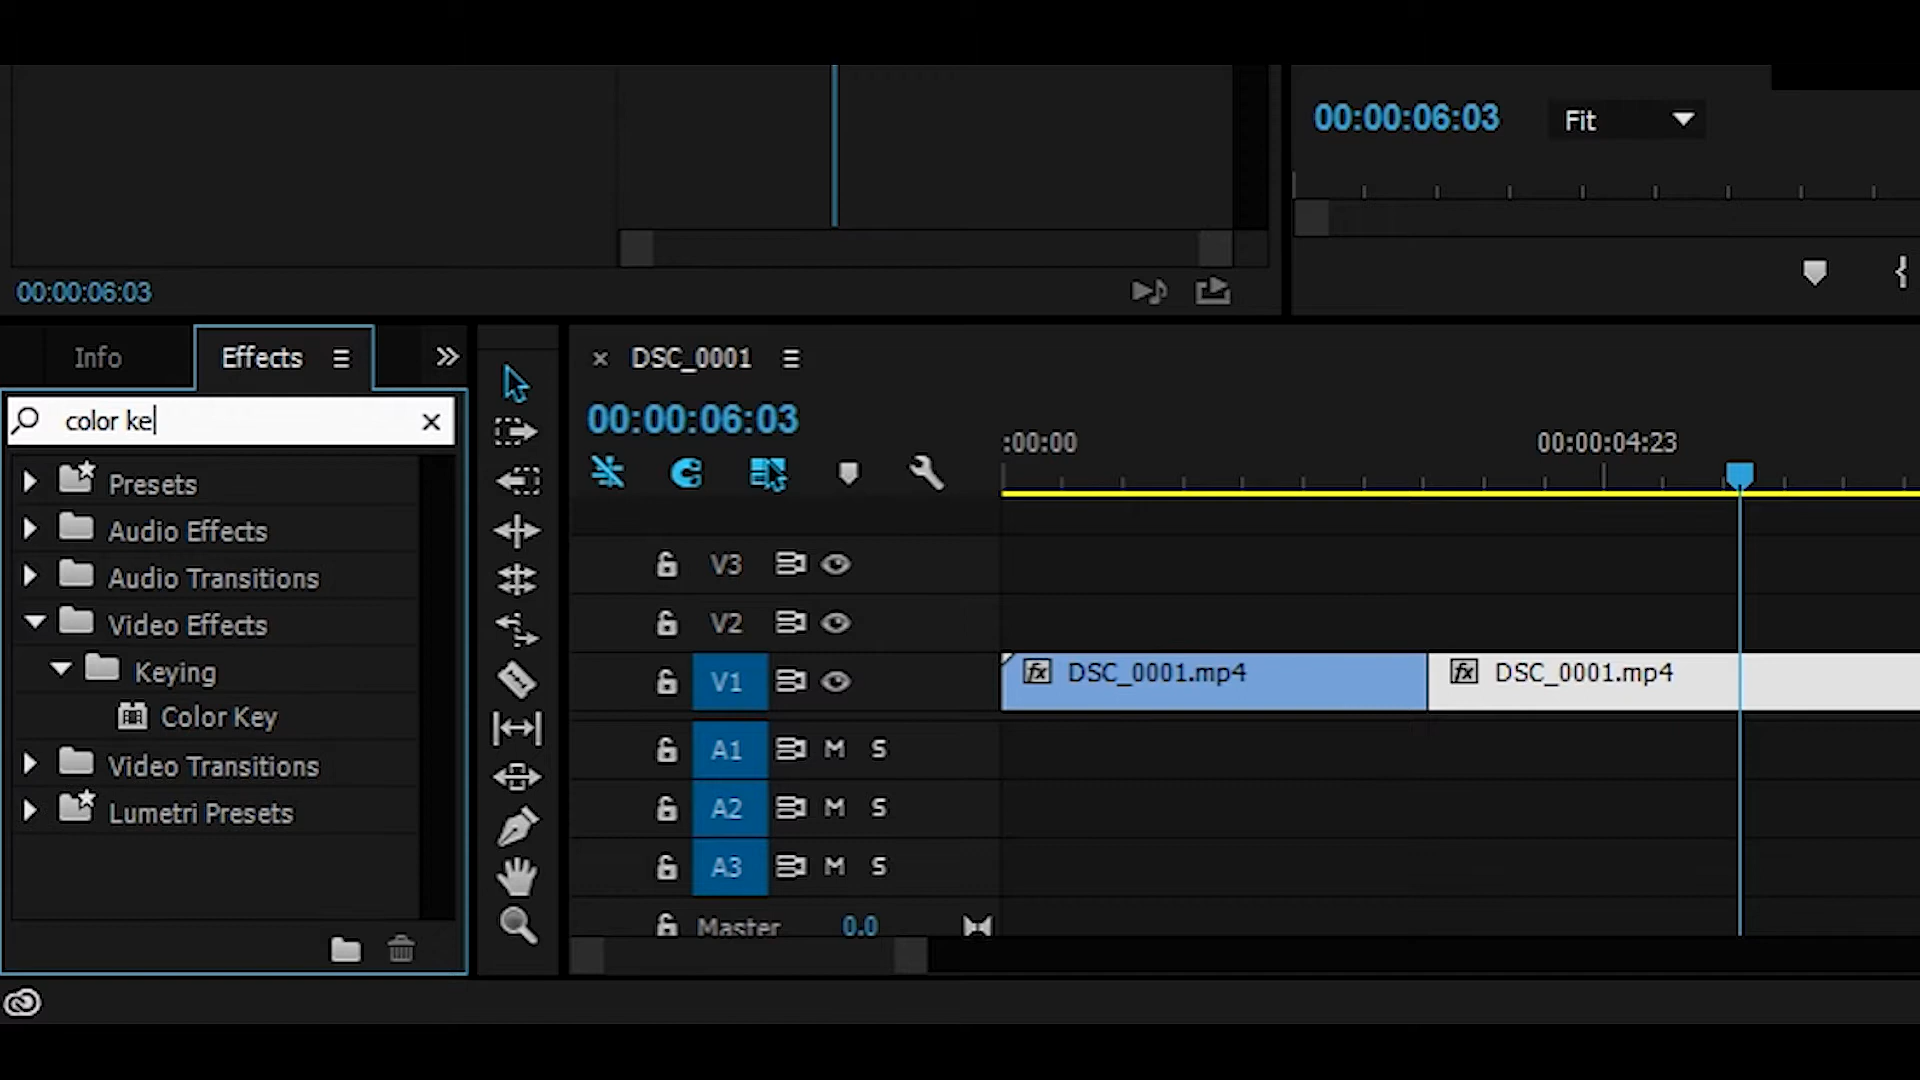 00:00:06:03
Fit
00:00:06:03
Info
Effects
color ke
Presets
Audio Effects
Audio Transitions
Video Effects
Keying
Color Key
Video Transitions
Lumetri Presets
DSC_0001
00:00:06:03
:00:00
00:00:04:23
V3
V2
V1
fx DSC_0001.mp4
fx DSC_0001.mp4
A1 M S
A2 M S
A3 M S
Master 0.0